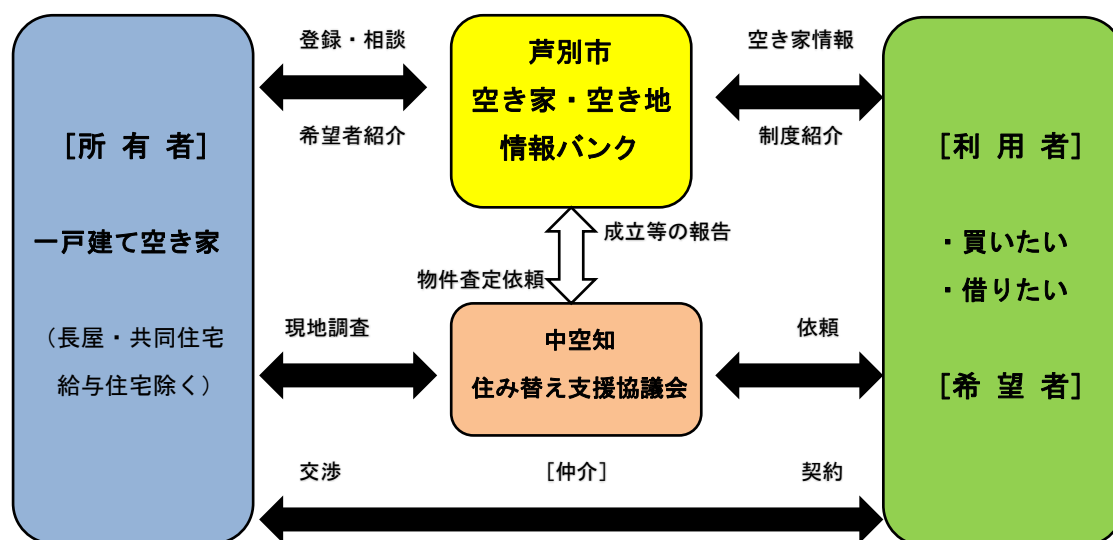 [所 有 者]
一戸建て空き家
（長屋・共同住宅
給与住宅除く）
登録・相談
希望者紹介
芦別市
空き家・空き地
情報バンク
空き家情報
制度紹介
成立等の報告
物件査定依頼
現地調査
中空知
住み替え支援協議会
依頼
交渉
[仲介]
契約
[利 用 者]
・買いたい
・借りたい
[希 望 者]